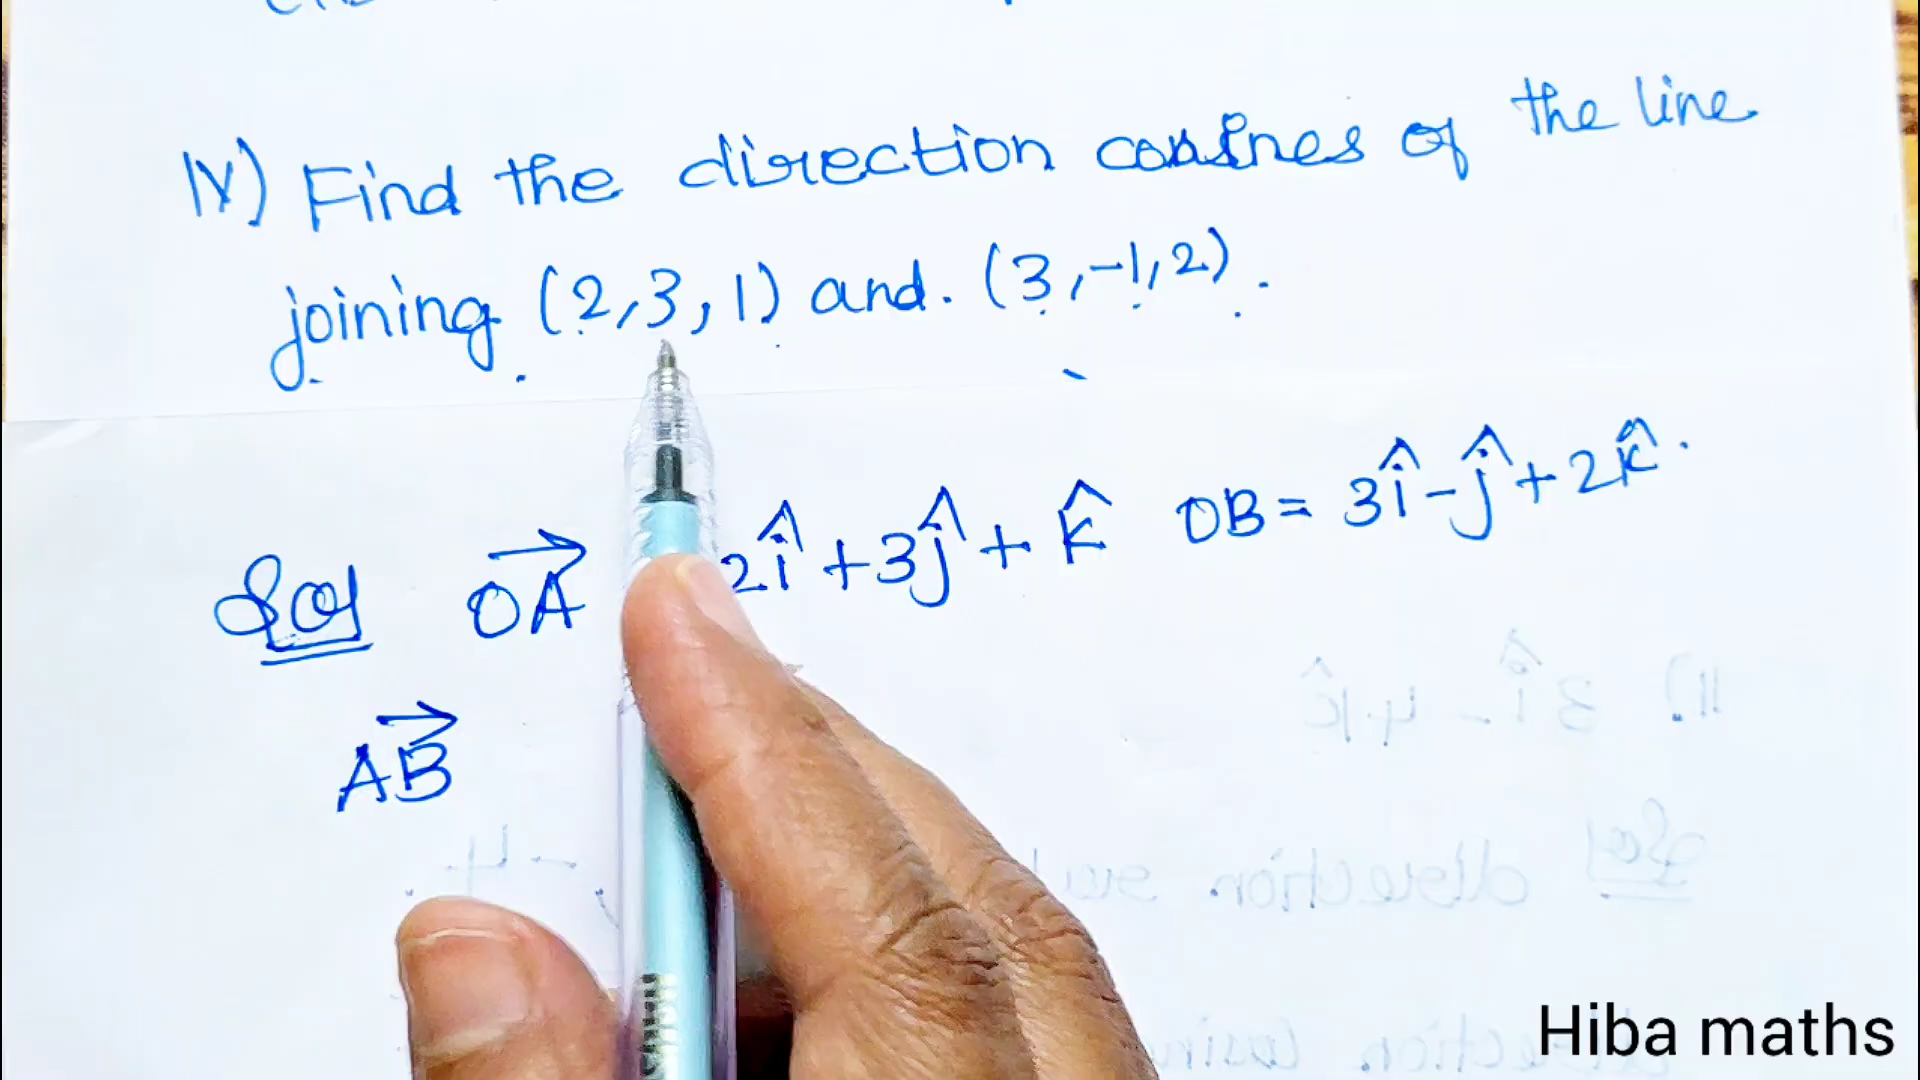 IV) Find the direction cousines of the line
joining (2,3,1) and. (3,-1,2).
Sol OA 2î+3ĵ+k̂ OB= 3î-ĵ+2k̂.
AB
Hiba maths